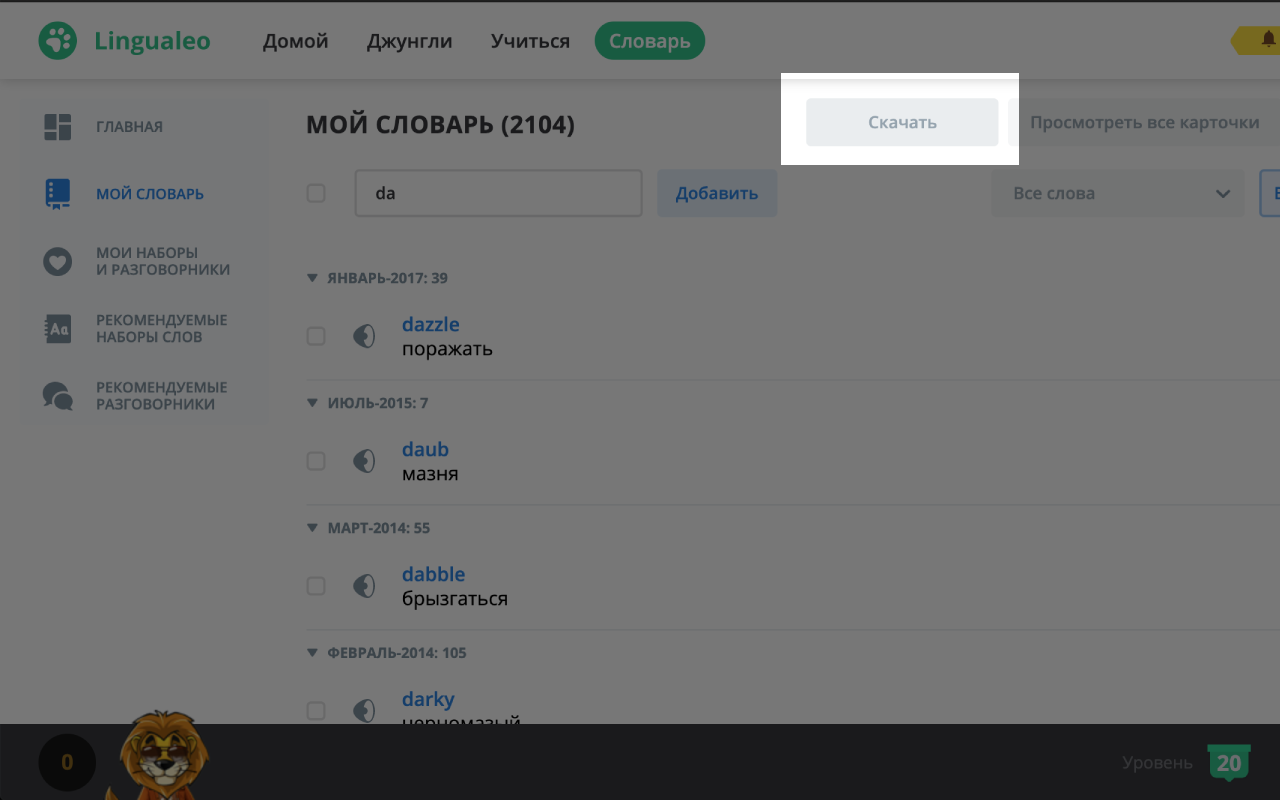 Lingualeo Домой Джунгли Учиться Словарь
ГЛАВНАЯ
МОЙ СЛОВАРЬ
МОИ НАБОРЫ
И РАЗГОВОРНИКИ
Aa
РЕКОМЕНДУЕМЫЕ
НАБОРЫ СЛОВ
РЕКОМЕНДУЕМЫЕ
РАЗГОВОРНИКИ
МОЙ СЛОВАРЬ (2104)
Скачать
Просмотреть все карточки
da
Добавить
Все слова
ЯНВАРЬ-2017: 39
dazzle
поражать
ИЮЛЬ-2015: 7
daub
мазня
МАРТ-2014: 55
dabble
брызгаться
ФЕВРАЛЬ-2014: 105
darky
черномазый
0
Уровень 20